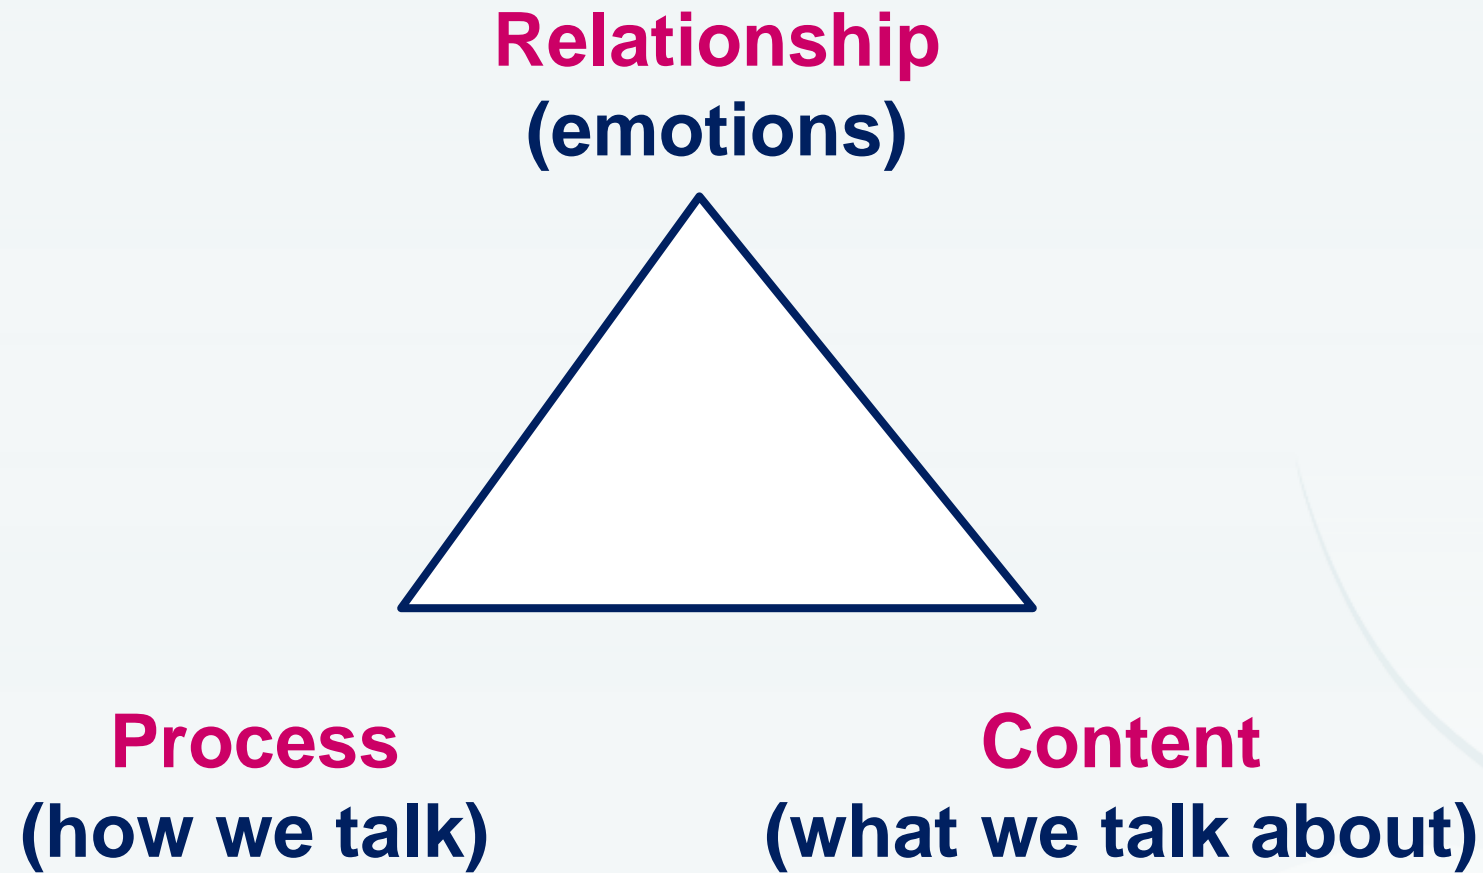 Relationship
(emotions)
Process
(how we talk)
Content
(what we talk about)